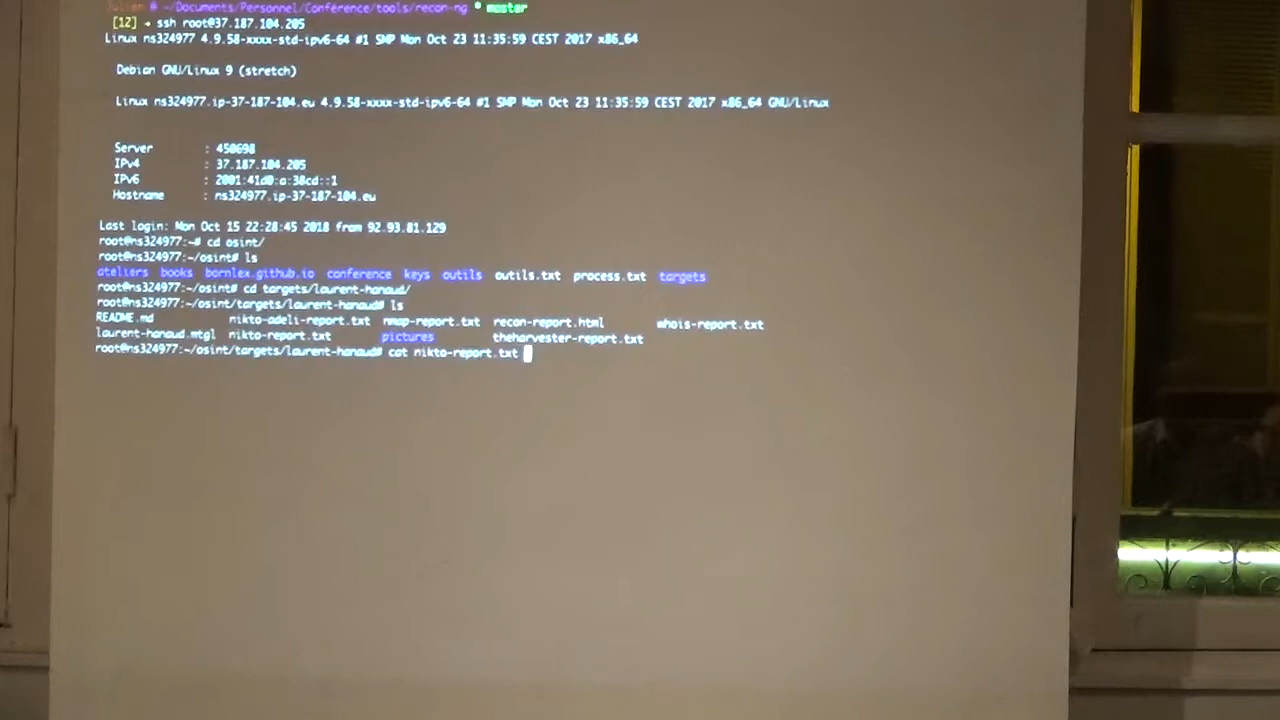 Julien # ~/Documents/Personnel/Conférence/tools/recon-ng * master
[12] → ssh root@37.187.104.205
Linux ns324977 4.9.58-xxxx-std-ipv6-64 #1 SMP Mon Oct 23 11:35:59 CEST 2017 x86_64
Debian GNU/Linux 9 (stretch)
Linux ns324977.ip-37-187-104.eu 4.9.58-xxxx-std-ipv6-64 #1 SMP Mon Oct 23 11:35:59 CEST 2017 x86_64 GNU/Linux
Server : 450698
IPv4 : 37.187.104.205
IPv6 : 2001:41d0:a:38cd::1
Hostname : ns324977.ip-37-187-104.eu
Last login: Mon Oct 15 22:28:45 2018 from 92.93.81.129
root@ns324977:~# cd osint/
root@ns324977:~/osint# ls
ateliers books bornlex.github.io conference keys outils outils.txt process.txt targets
root@ns324977:~/osint# cd targets/laurent-hanaud/
root@ns324977:~/osint/targets/laurent-hanaud# ls
README.md nikto-adeli-report.txt nmap-report.txt recon-report.html whois-report.txt
laurent-hanaud.mtgl nikto-report.txt pictures theharvester-report.txt
root@ns324977:~/osint/targets/laurent-hanaud# cat nikto-report.txt